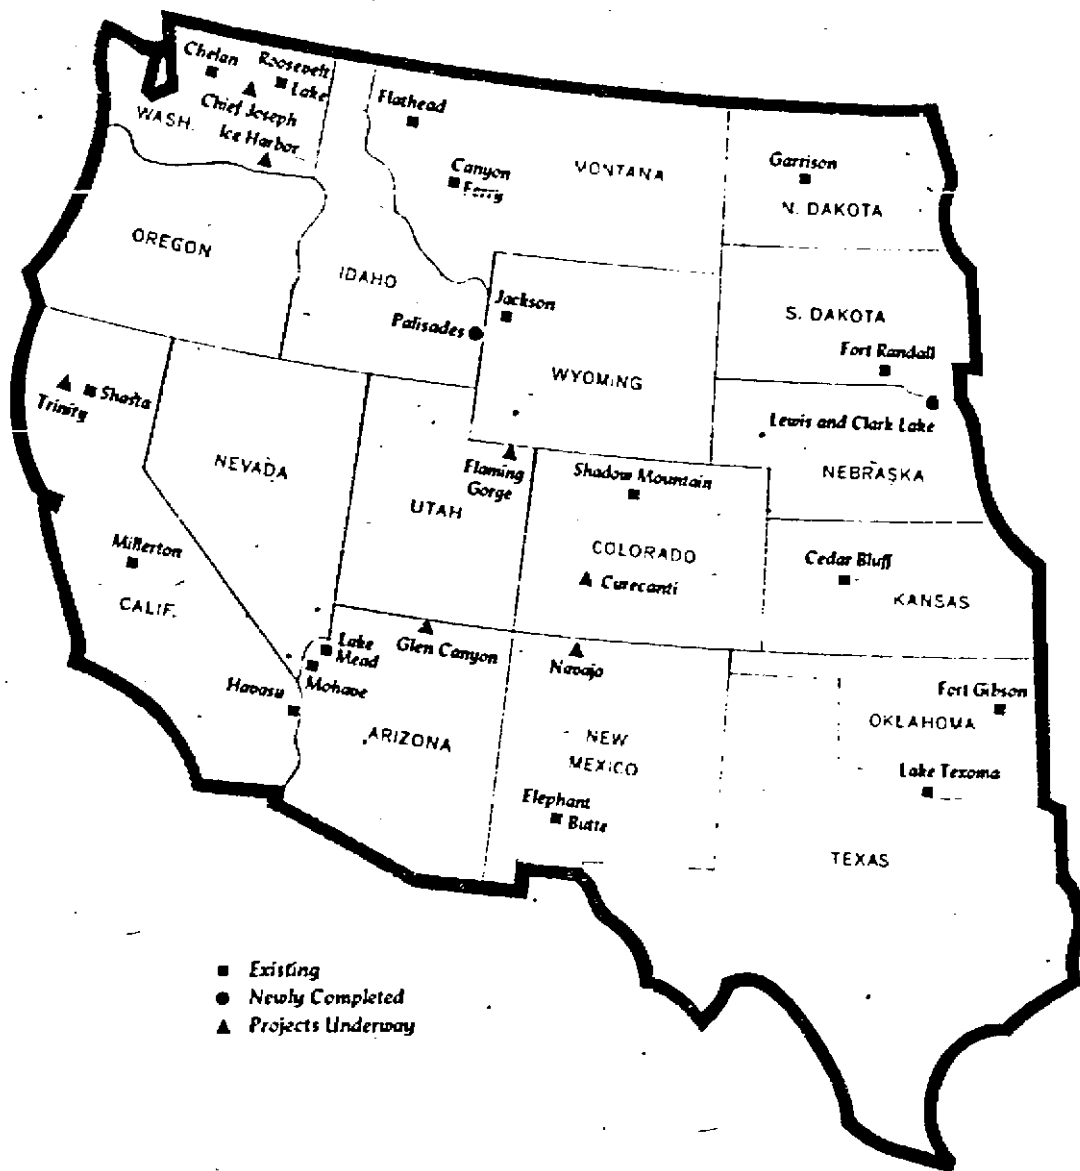 Chelan
Roosevelt
Lake
Chief Joseph
WASH.
Ice Harbor
Flathead
Canyon
Ferry
MONTANA
Garrison
N. DAKOTA
OREGON
IDAHO
Jackson
Palisades
S. DAKOTA
Fort Randall
WYOMING
Shasta
Trinity
Lewis and Clark Lake
NEVADA
Flaming
Gorge
Shadow Mountain
NEBRASKA
UTAH
COLORADO
Millerton
Cedar Bluff
Curecanti
KANSAS
CALIF.
Lake
Mead
Glen Canyon
Navajo
Mohave
Havasu
Fort Gibson
OKLAHOMA
ARIZONA
NEW
MEXICO
Lake Texoma
Elephant
Butte
TEXAS
Existing
Newly Completed
Projects Underway